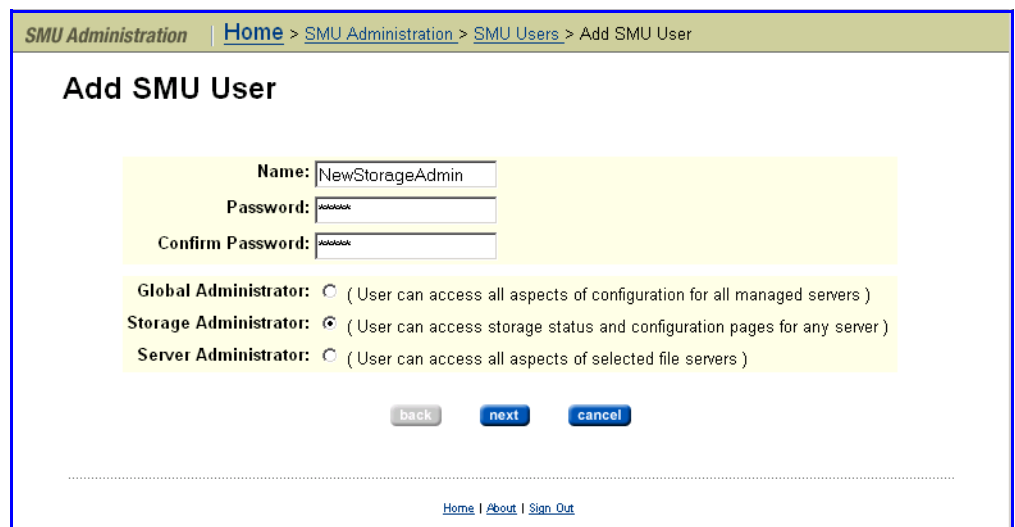 SMU Administration | Home > SMU Administration > SMU Users > Add SMU User
Add SMU User
Name: NewStorageAdmin
Password: ******
Confirm Password: ******
Global Administrator: ( User can access all aspects of configuration for all managed servers )
Storage Administrator: ( User can access storage status and configuration pages for any server )
Server Administrator: ( User can access all aspects of selected file servers )
back next cancel
Home | About | Sign Out